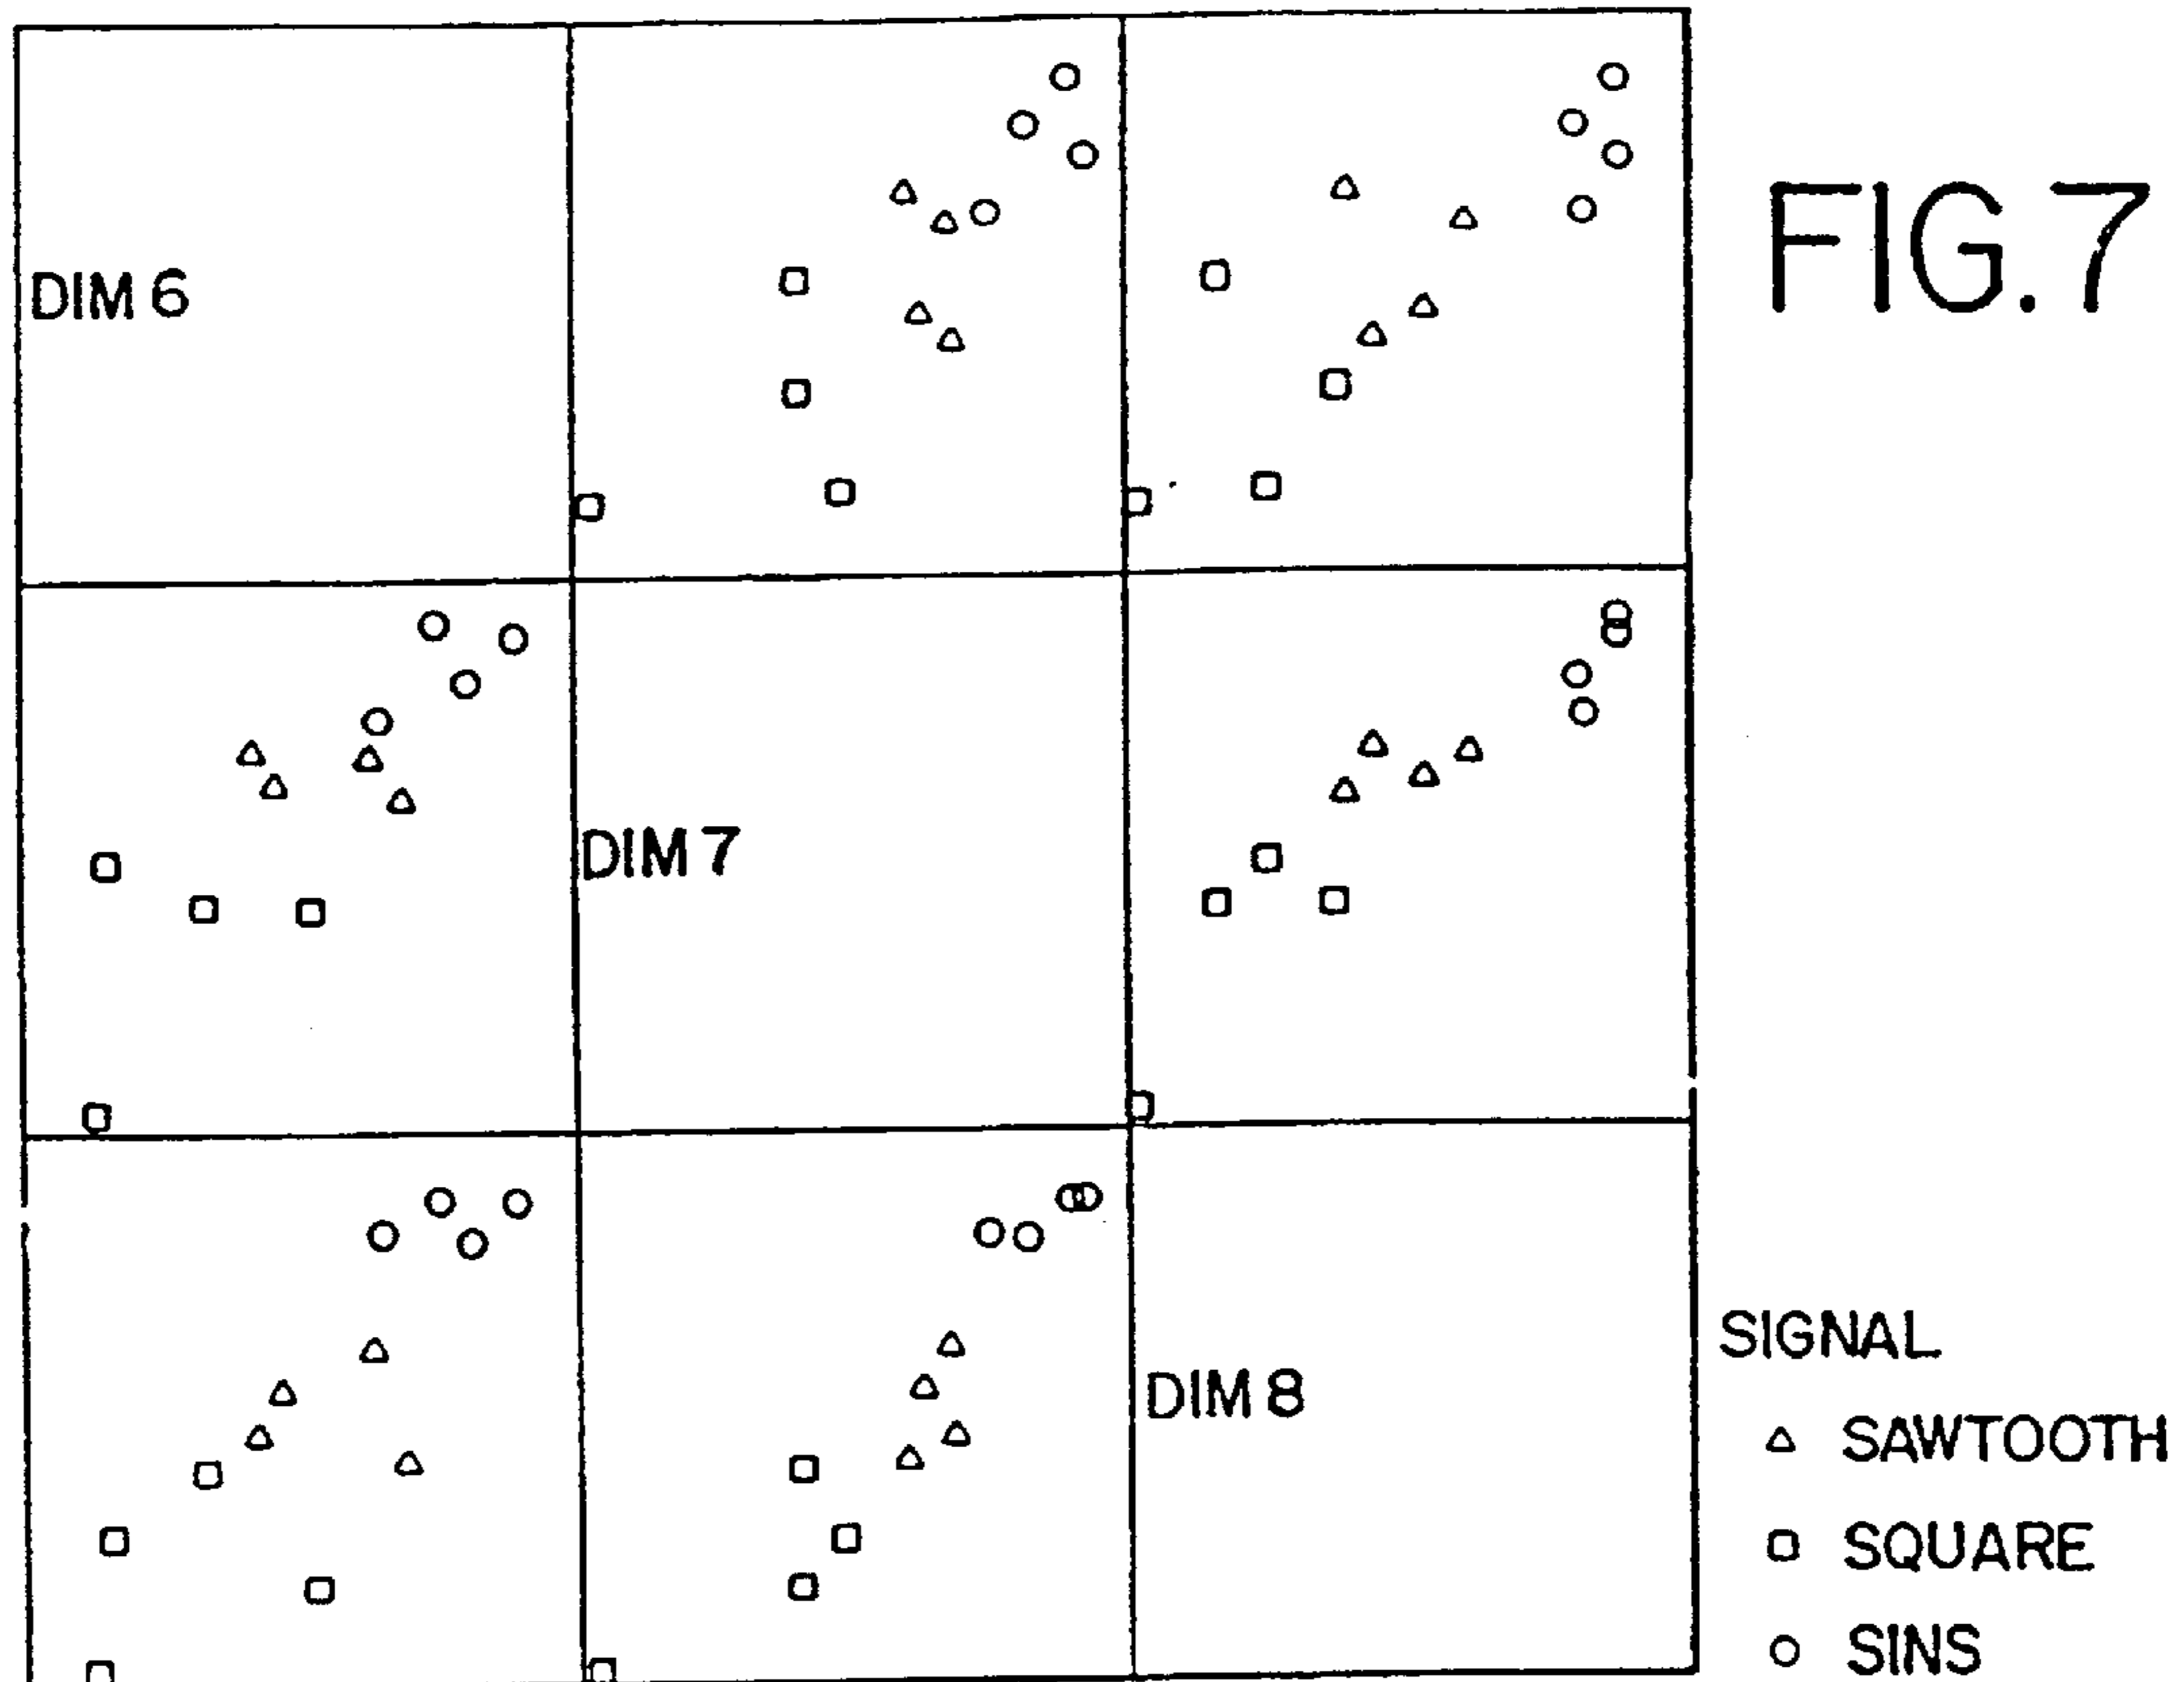 FIG.7
DIM 6
DIM 7
DIM 8
SIGNAL
SAWTOOTH
SQUARE
SINS